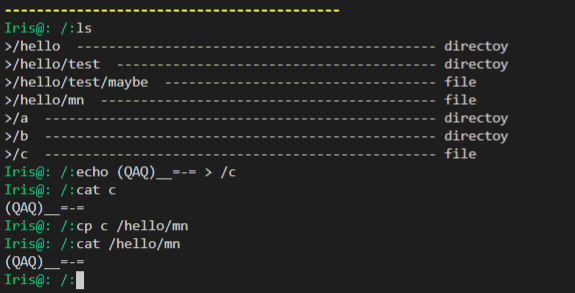 ----------------------------------------
Iris@: /:ls
>/hello --------------------------------------------- directoy
>/hello/test ------------------------------------------ directoy
>/hello/test/maybe ---------------------------------- file
>/hello/mn ------------------------------------------ file
>/a ------------------------------------------------- directoy
>/b ------------------------------------------------- directoy
>/c ------------------------------------------------- file
Iris@: /:echo (QAQ)__=-= > /c
Iris@: /:cat c
(QAQ)__=-=
Iris@: /:cp c /hello/mn
Iris@: /:cat /hello/mn
(QAQ)__=-=
Iris@: /: